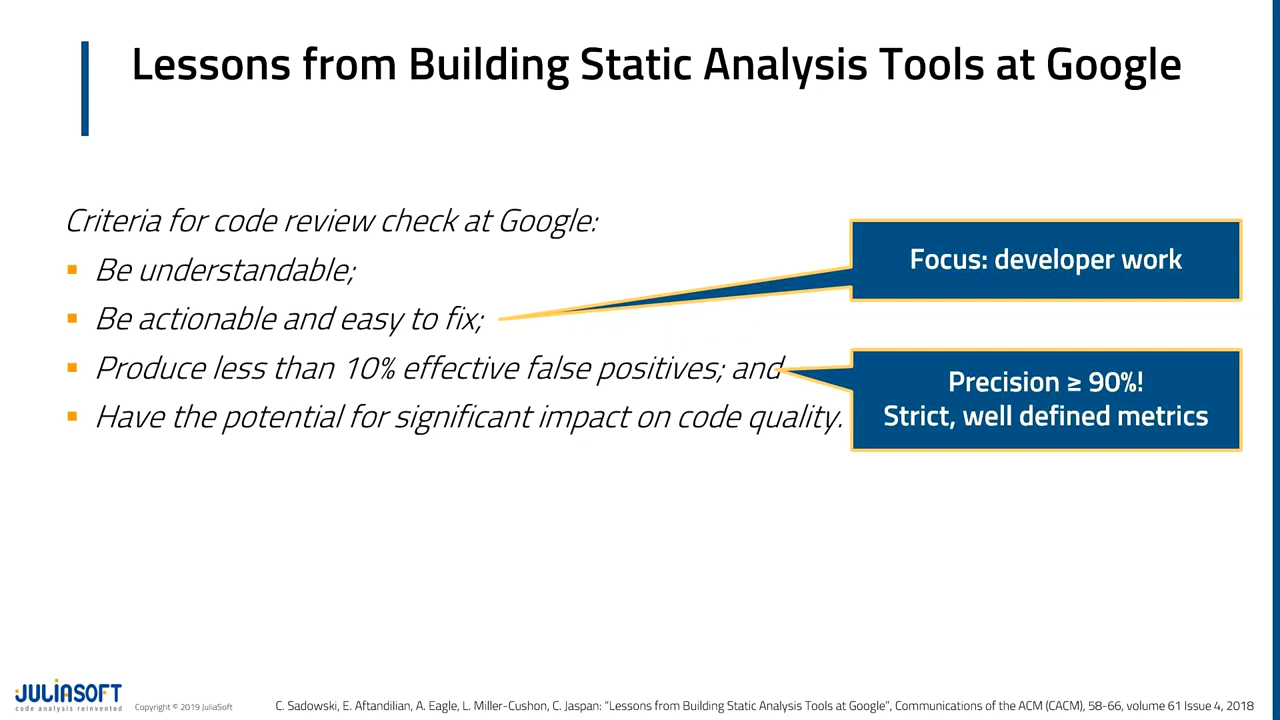 Lessons from Building Static Analysis Tools at Google
Criteria for code review check at Google:
Be understandable;
Be actionable and easy to fix;
Produce less than 10% effective false positives; and
Have the potential for significant impact on code quality.
Focus: developer work
Precision ≥ 90%!
Strict, well defined metrics
JULIASOFT
code analysis reinvented
Copyright © 2019 JuliaSoft
C. Sadowski, E. Aftandilian, A. Eagle, L. Miller-Cushon, C. Jaspan: "Lessons from Building Static Analysis Tools at Google", Communications of the ACM (CACM), 58-66, volume 61 Issue 4, 2018